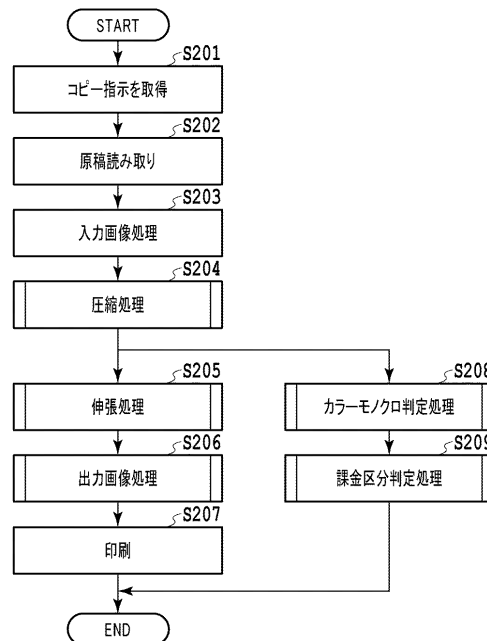 START
S201
コピー指示を取得
S202
原稿読み取り
S203
入力画像処理
S204
圧縮処理
S205
伸張処理
S206
出力画像処理
S207
印刷
S208
カラーモノクロ判定処理
S209
課金区分判定処理
END